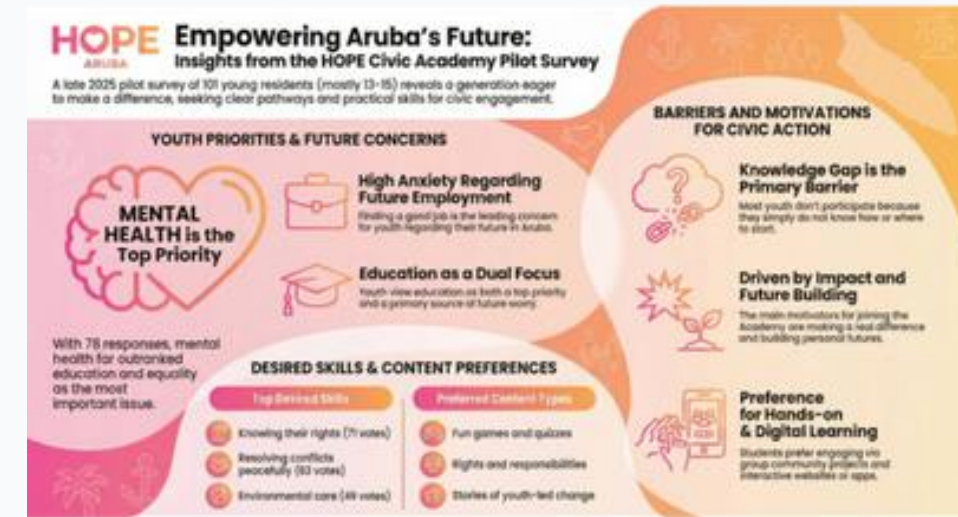 HOPE
ARUBA
Empowering Aruba's Future:
Insights from the HOPE Civic Academy Pilot Survey
A late 2025 pilot survey of 101 young residents (mostly 13-15) reveals a generation eager
to make a difference, seeking clear pathways and practical skills for civic engagement.
YOUTH PRIORITIES & FUTURE CONCERNS
MENTAL
HEALTH is the
Top Priority
With 78 responses, mental
health far outranked
education and equality
as the most
important issue.
High Anxiety Regarding
Future Employment
Finding a good job is the leading concern
for youth regarding their future in Aruba.
Education as a Dual Focus
Youth view education as both a top priority
and a primary source of future worry.
DESIRED SKILLS & CONTENT PREFERENCES
Top Desired Skills
Knowing their rights (71 votes)
Resolving conflicts
peacefully (63 votes)
Environmental care (49 votes)
Preferred Content Types
Fun games and quizzes
Rights and responsibilities
Stories of youth-led change
BARRIERS AND MOTIVATIONS
FOR CIVIC ACTION
Knowledge Gap is the
Primary Barrier
Most youth don't participate because
they simply do not know how or where
to start.
Driven by Impact and
Future Building
The main motivators for joining the
Academy are making a real difference
and building personal futures.
Preference
for Hands-on
& Digital Learning
Students prefer engaging via
group community projects and
interactive websites or apps.